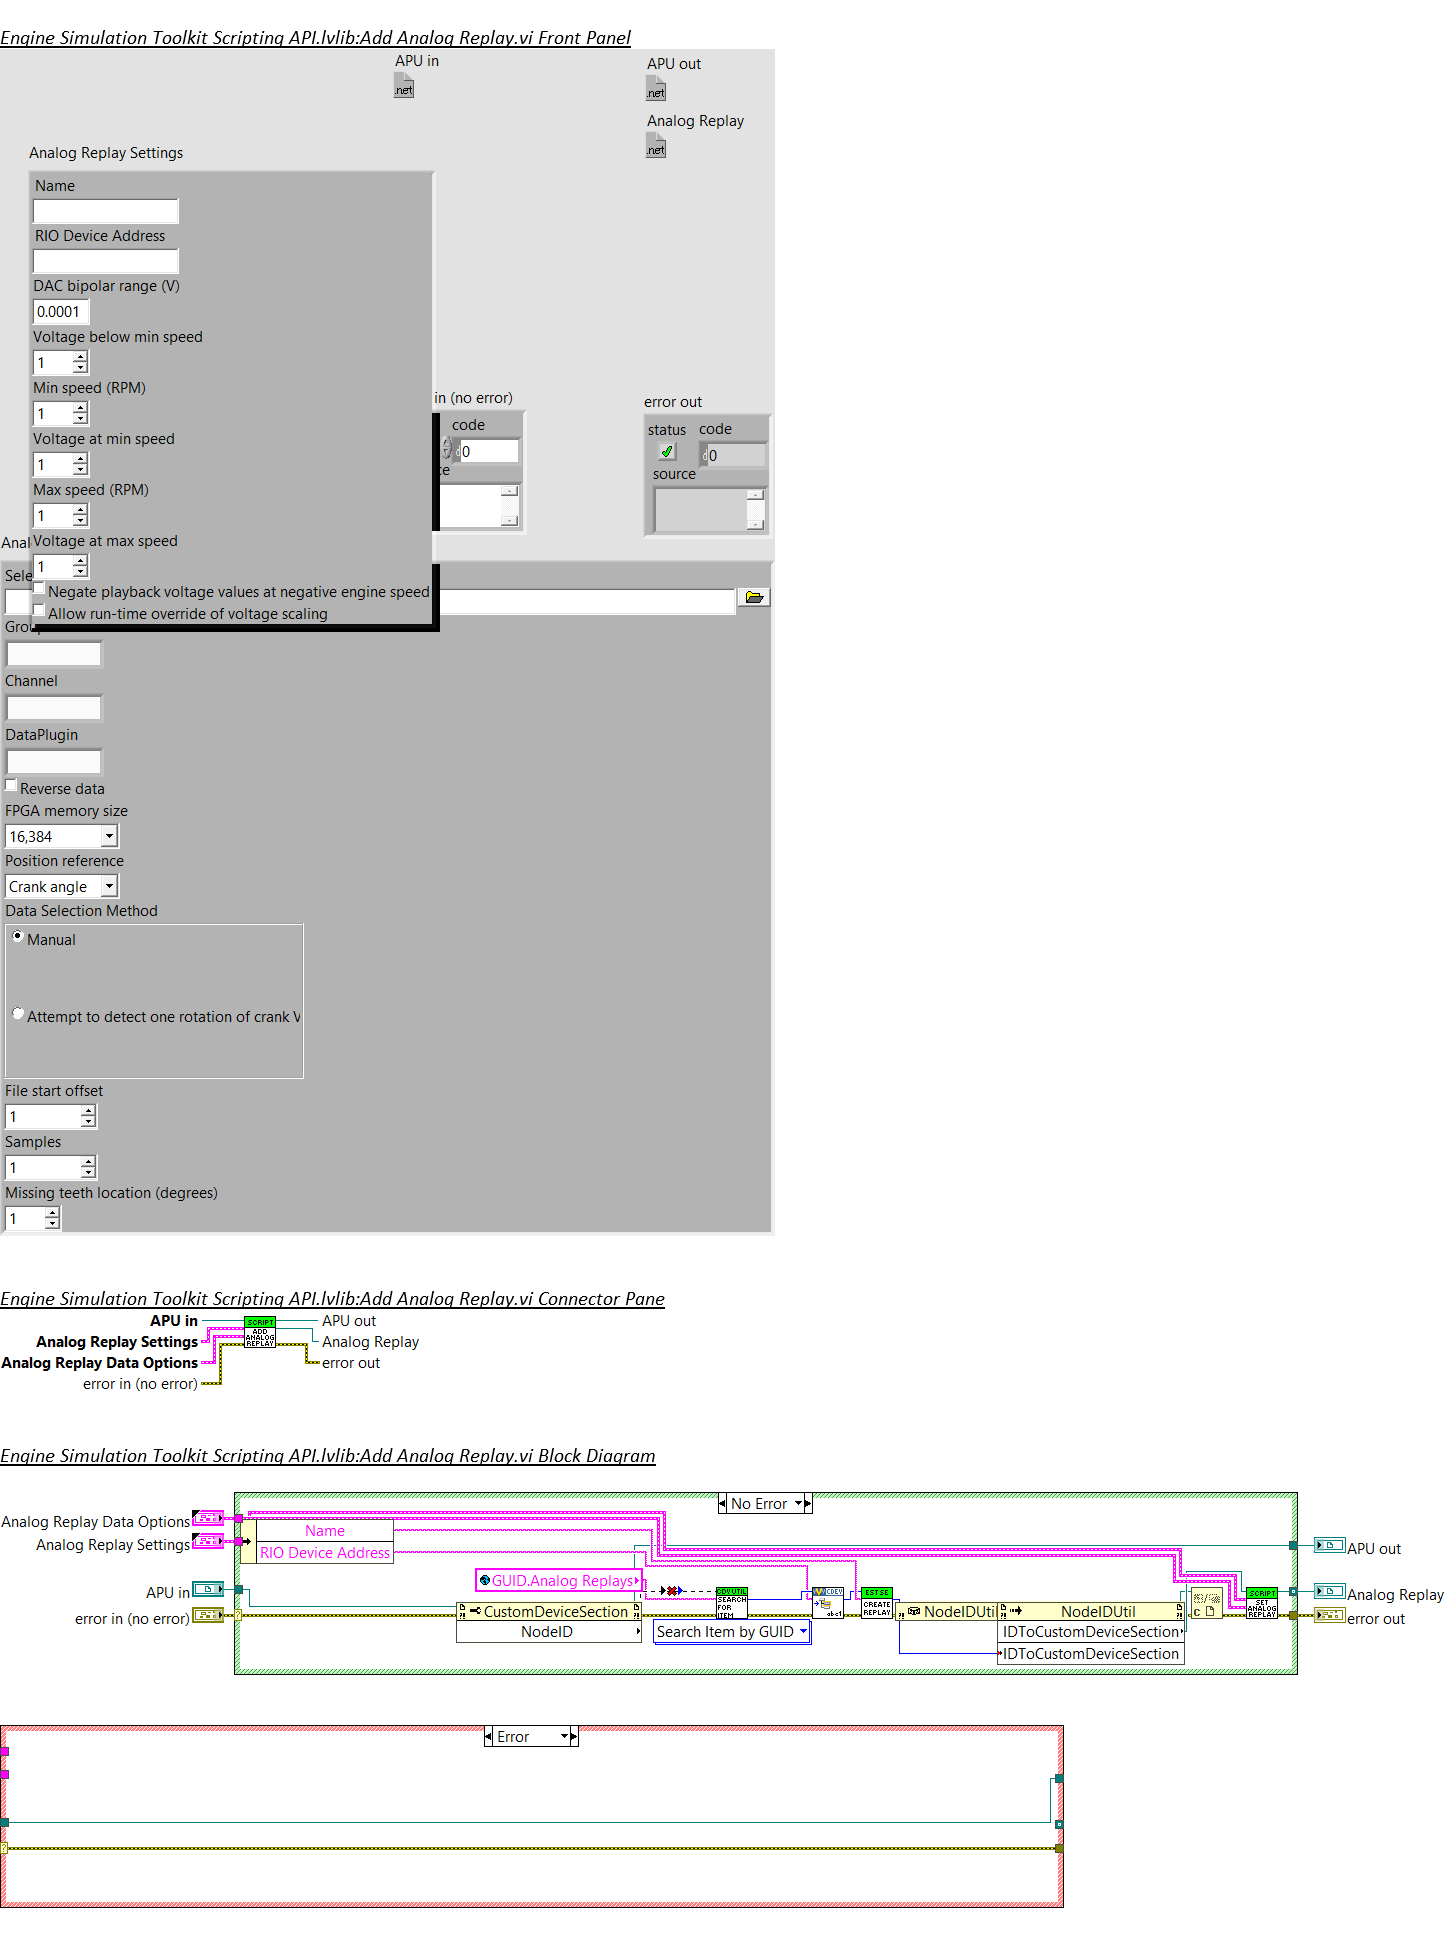 Engine Simulation Toolkit Scripting API.lvlib:Add Analog Replay.vi Front Panel
APU in
.net
APU out
.net
Analog Replay
.net
Analog Replay Settings
Name
RIO Device Address
DAC bipolar range (V)
0.0001
Voltage below min speed
1
Min speed (RPM)
1
in (no error)
error out
code
status code
Voltage at min speed
0
0
1
source
Max speed (RPM)
1
Voltage at max speed
1
Negate playback voltage values at negative engine speed
Allow run-time override of voltage scaling
Channel
DataPlugin
Reverse data
FPGA memory size
16,384
Position reference
Crank angle
Data Selection Method
Manual
Attempt to detect one rotation of crank
File start offset
1
Samples
1
Missing teeth location (degrees)
1
Engine Simulation Toolkit Scripting API.lvlib:Add Analog Replay.vi Connector Pane
APU in
SCRIPT
ADD
ANALOG
REPLAY
APU out
Analog Replay Settings
Analog Replay
Analog Replay Data Options
error out
error in (no error)
Engine Simulation Toolkit Scripting API.lvlib:Add Analog Replay.vi Block Diagram
No Error
Analog Replay Data Options
Name
Analog Replay Settings
RIO Device Address
APU out
GUID.Analog Replays
APU in
Analog Replay
error in (no error)
CustomDeviceSection
NodeID
SEARCH
FOR
ITEM
Search Item by GUID
CDEV
abc1
EST SE
CREATE
REPLAY
NodeIDUtil
NodeIDUtil
IDToCustomDeviceSection
IDToCustomDeviceSection
SCRIPT
SET
ANALOG
REPLAY
error out
Error